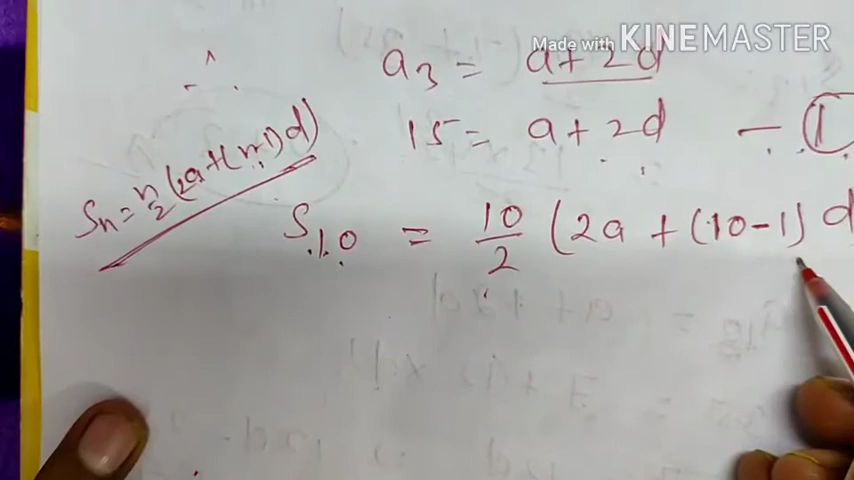 Made with KINEMASTER
a₃ = a + 2d
15 = a + 2d — ①
Sₙ = n/2 (2a + (n-1) d)
S₁₀ = 10/2 (2a + (10-1) d